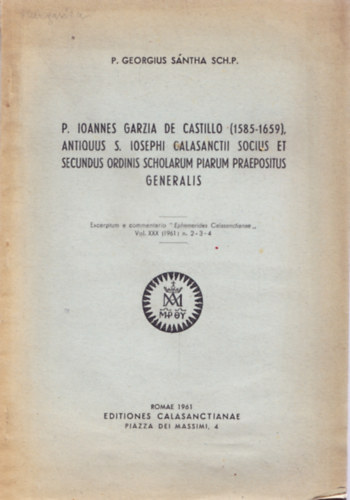 P. GEORGIUS SÁNTHA SCH.P.
P. IOANNES GARZIA DE CASTILLO (1585-1659),
ANTIQUUS S. IOSEPHI CALASANCTII SOCIUS ET
SECUNDUS ORDINIS SCHOLARUM PIARUM PRAEPOSITUS
GENERALIS
Excerptum e commentario "Ephemerides Calasanctianae„
Vol. XXX (1961) n. 2-3-4
MP ΘY
ROMAE 1961
EDITIONES CALASANCTIANAE
PIAZZA DEI MASSIMI, 4